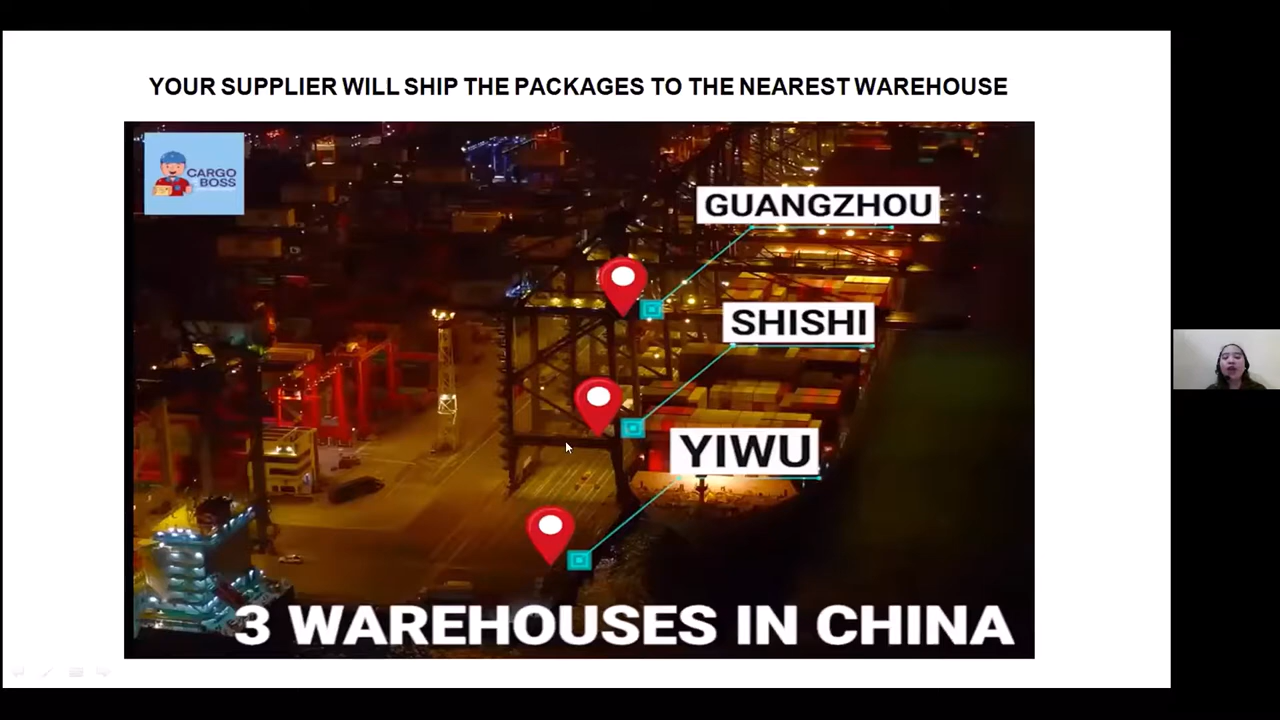 YOUR SUPPLIER WILL SHIP THE PACKAGES TO THE NEAREST WAREHOUSE
CARGO
BOSS
GUANGZHOU
SHISHI
YIWU
3 WAREHOUSES IN CHINA